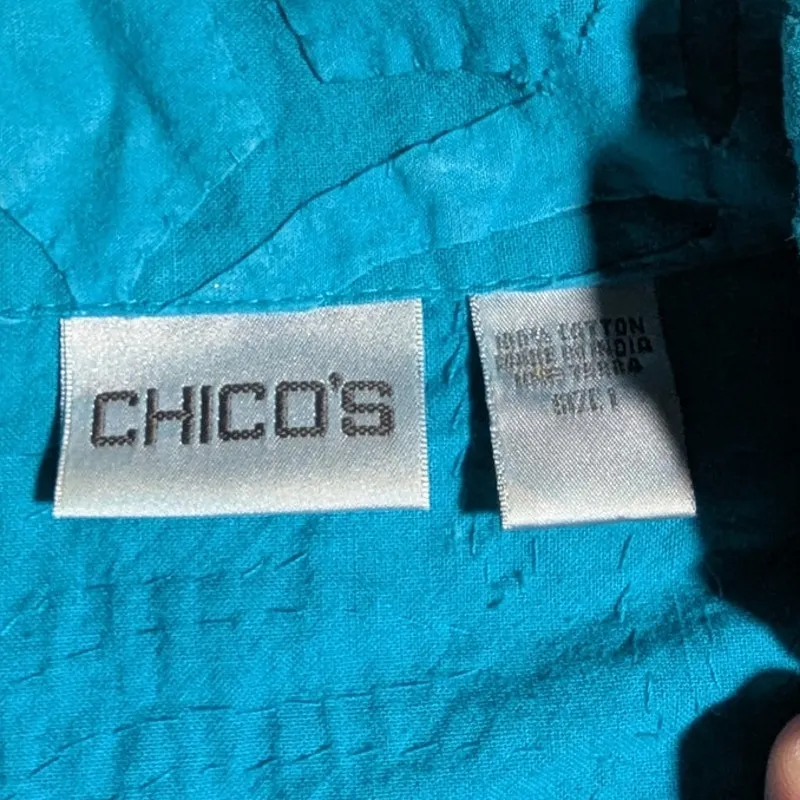 CHICO'S
100% COTTON
MADE IN INDIA
SIZE 1